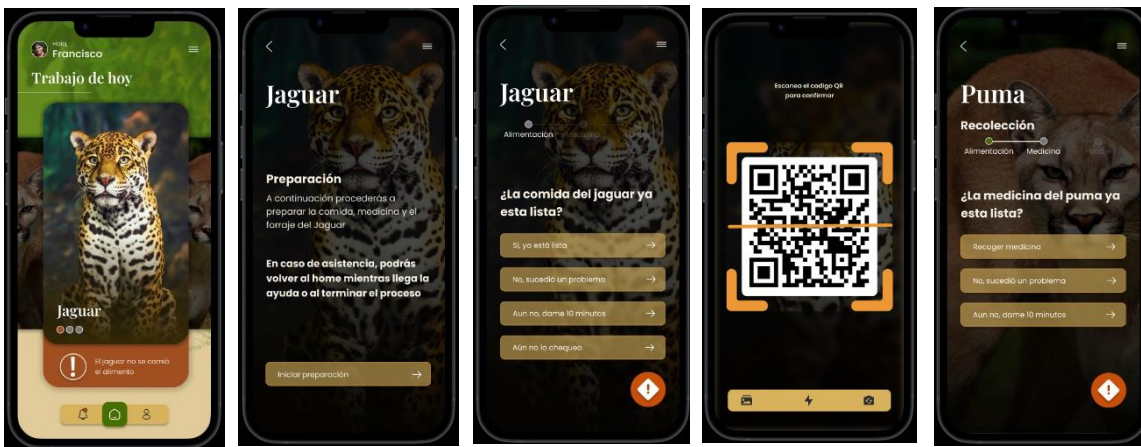 Hola,
Francisco
Trabajo de hoy
Jaguar
El jaguar no se comió
el alimento
Jaguar
Preparación
A continuación procederás a
preparar la comida, medicina y el
forraje del Jaguar
En caso de asistencia, podrás
volver al home mientras llega la
ayuda o al terminar el proceso
Iniciar preparación
Jaguar
Alimentación Medicina Forraje
¿La comida del jaguar ya
esta lista?
Si, ya está lista
No, sucedió un problema
Aun no, dame 10 minutos
Aún no lo chequeo
Escanea el codigo QR
para confirmar
Puma
Recolección
Alimentación Medicina Forraje
¿La medicina del puma ya
esta lista?
Recoger medicina
No, sucedió un problema
Aun no, dame 10 minutos